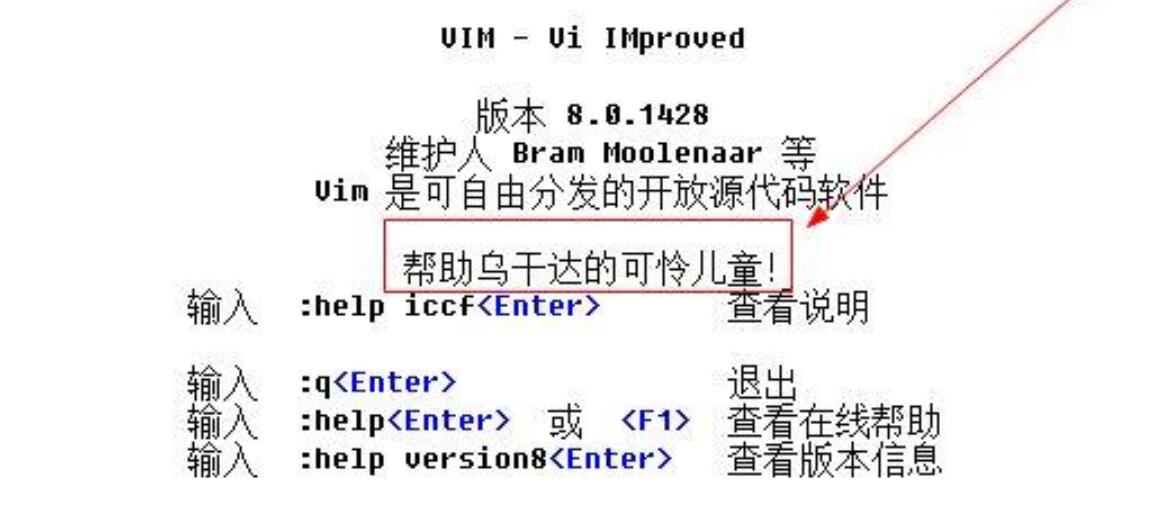 VIM - Vi IMproved
版本 8.0.1428
维护人 Bram Moolenaar 等
Vim 是可自由分发的开放源代码软件
帮助乌干达的可怜儿童!
输入 :help iccf<Enter> 查看说明
输入 :q<Enter> 退出
输入 :help<Enter> 或 <F1> 查看在线帮助
输入 :help version8<Enter> 查看版本信息